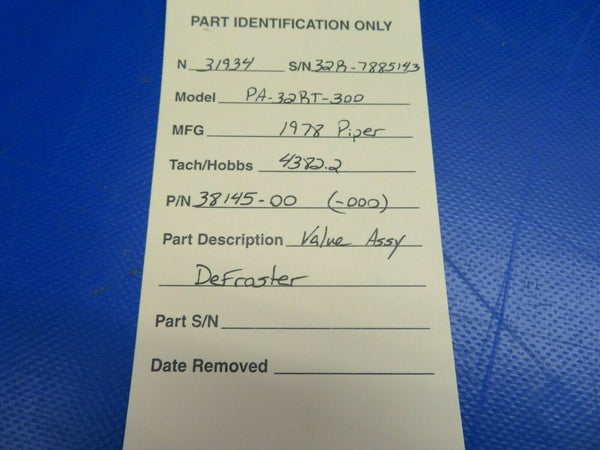 PART IDENTIFICATION ONLY
N 31934 S/N 32R-7885143
Model PA-32RT-300
MFG 1978 Piper
Tach/Hobbs 4382.2
P/N 38145-00 (-000)
Part Description Valve Assy
Defroster
Part S/N
Date Removed